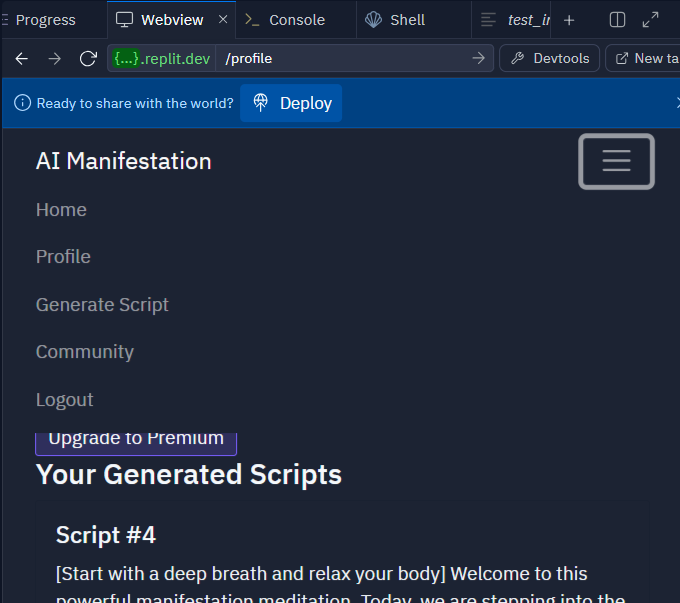 Progress
Webview
Console
Shell
test_ir
{...}.replit.dev /profile
Devtools
New ta
Ready to share with the world?
Deploy
AI Manifestation
Home
Profile
Generate Script
Community
Logout
Upgrade to Premium
Your Generated Scripts
Script #4
[Start with a deep breath and relax your body] Welcome to this
powerful manifestation meditation. Today, we are stepping into the